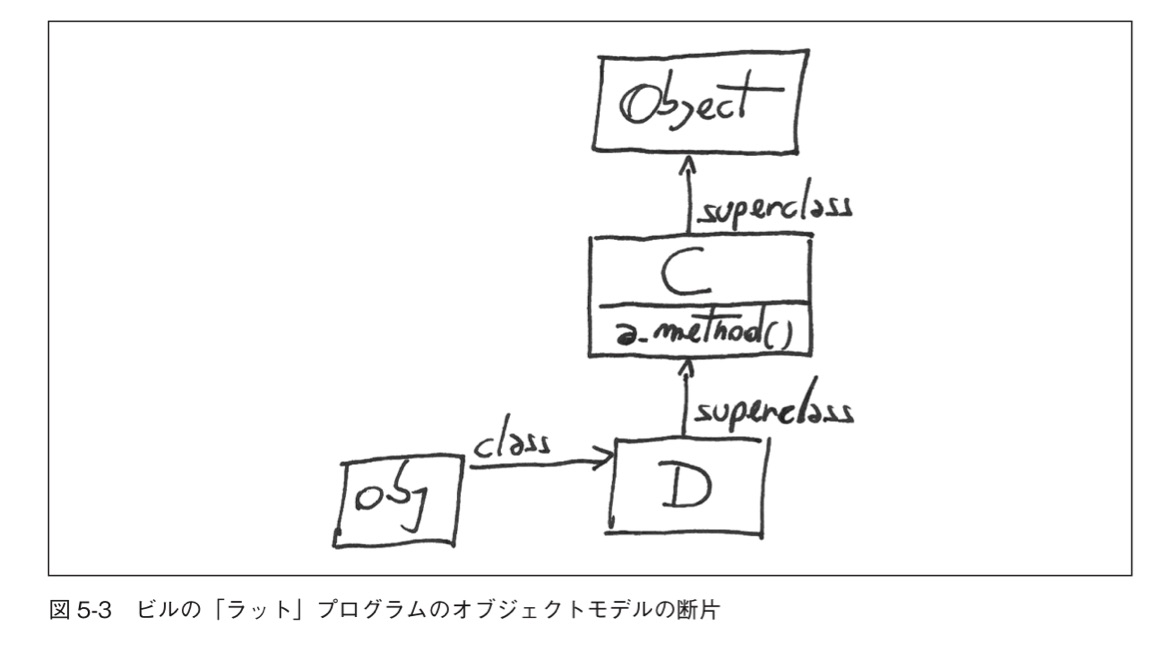 Object
superclass
C
a_method()
superclass
class
obj
D
図 5-3　ビルの「ラット」プログラムのオブジェクトモデルの断片